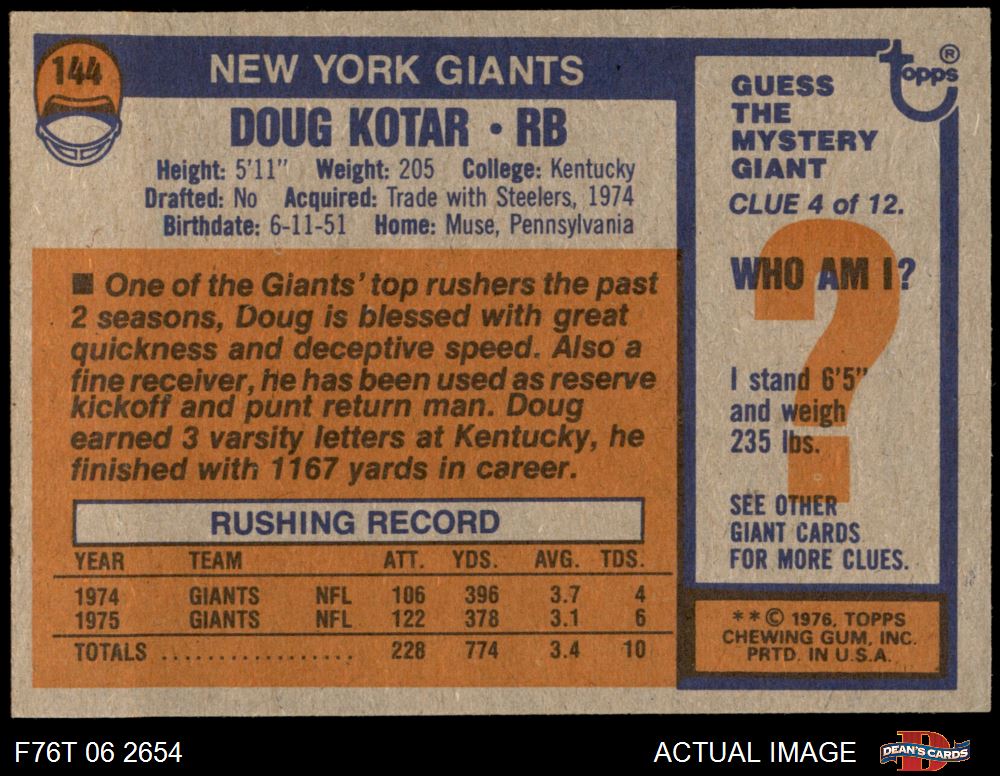 144
NEW YORK GIANTS
DOUG KOTAR • RB
Height: 5'11" Weight: 205 College: Kentucky
Drafted: No Acquired: Trade with Steelers, 1974
Birthdate: 6-11-51 Home: Muse, Pennsylvania
■ One of the Giants' top rushers the past
2 seasons, Doug is blessed with great
quickness and deceptive speed. Also a
fine receiver, he has been used as reserve
kickoff and punt return man. Doug
earned 3 varsity letters at Kentucky, he
finished with 1167 yards in career.
RUSHING RECORD
YEAR TEAM ATT. YDS. AVG. TDS.
1974 GIANTS NFL 106 396 3.7 4
1975 GIANTS NFL 122 378 3.1 6
TOTALS .................. 228 774 3.4 10
topps ®
GUESS
THE
MYSTERY
GIANT
CLUE 4 of 12.
?
WHO AM I?
I stand 6'5"
and weigh
235 lbs.
SEE OTHER
GIANT CARDS
FOR MORE CLUES.
**© 1976, TOPPS
CHEWING GUM, INC.
PRTD. IN U.S.A.
F76T 06 2654
ACTUAL IMAGE
D
DEAN'S CARDS